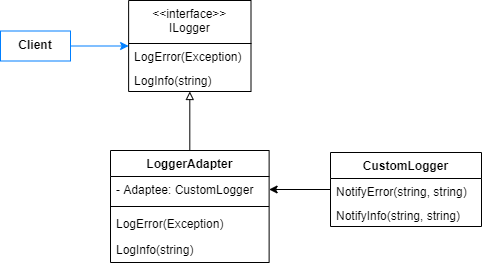 <<interface>>
ILogger
Client
LogError(Exception)
LogInfo(string)
LoggerAdapter
- Adaptee: CustomLogger
LogError(Exception)
LogInfo(string)
CustomLogger
NotifyError(string, string)
NotifyInfo(string, string)